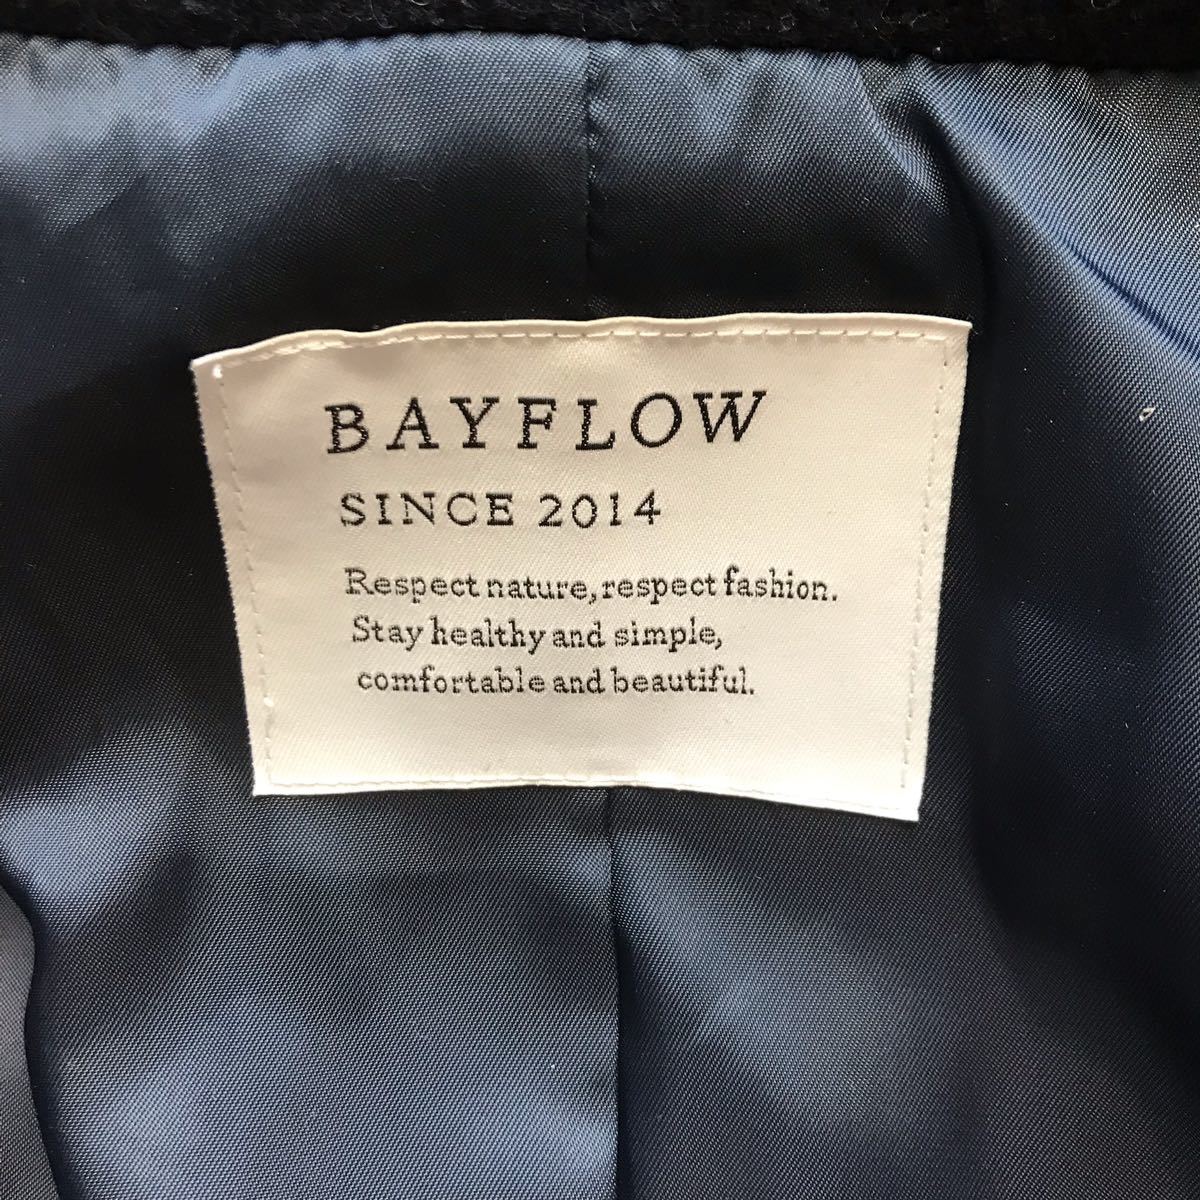 BAYFLOW
SINCE 2014
Respect nature, respect fashion.
Stay healthy and simple,
comfortable and beautiful.